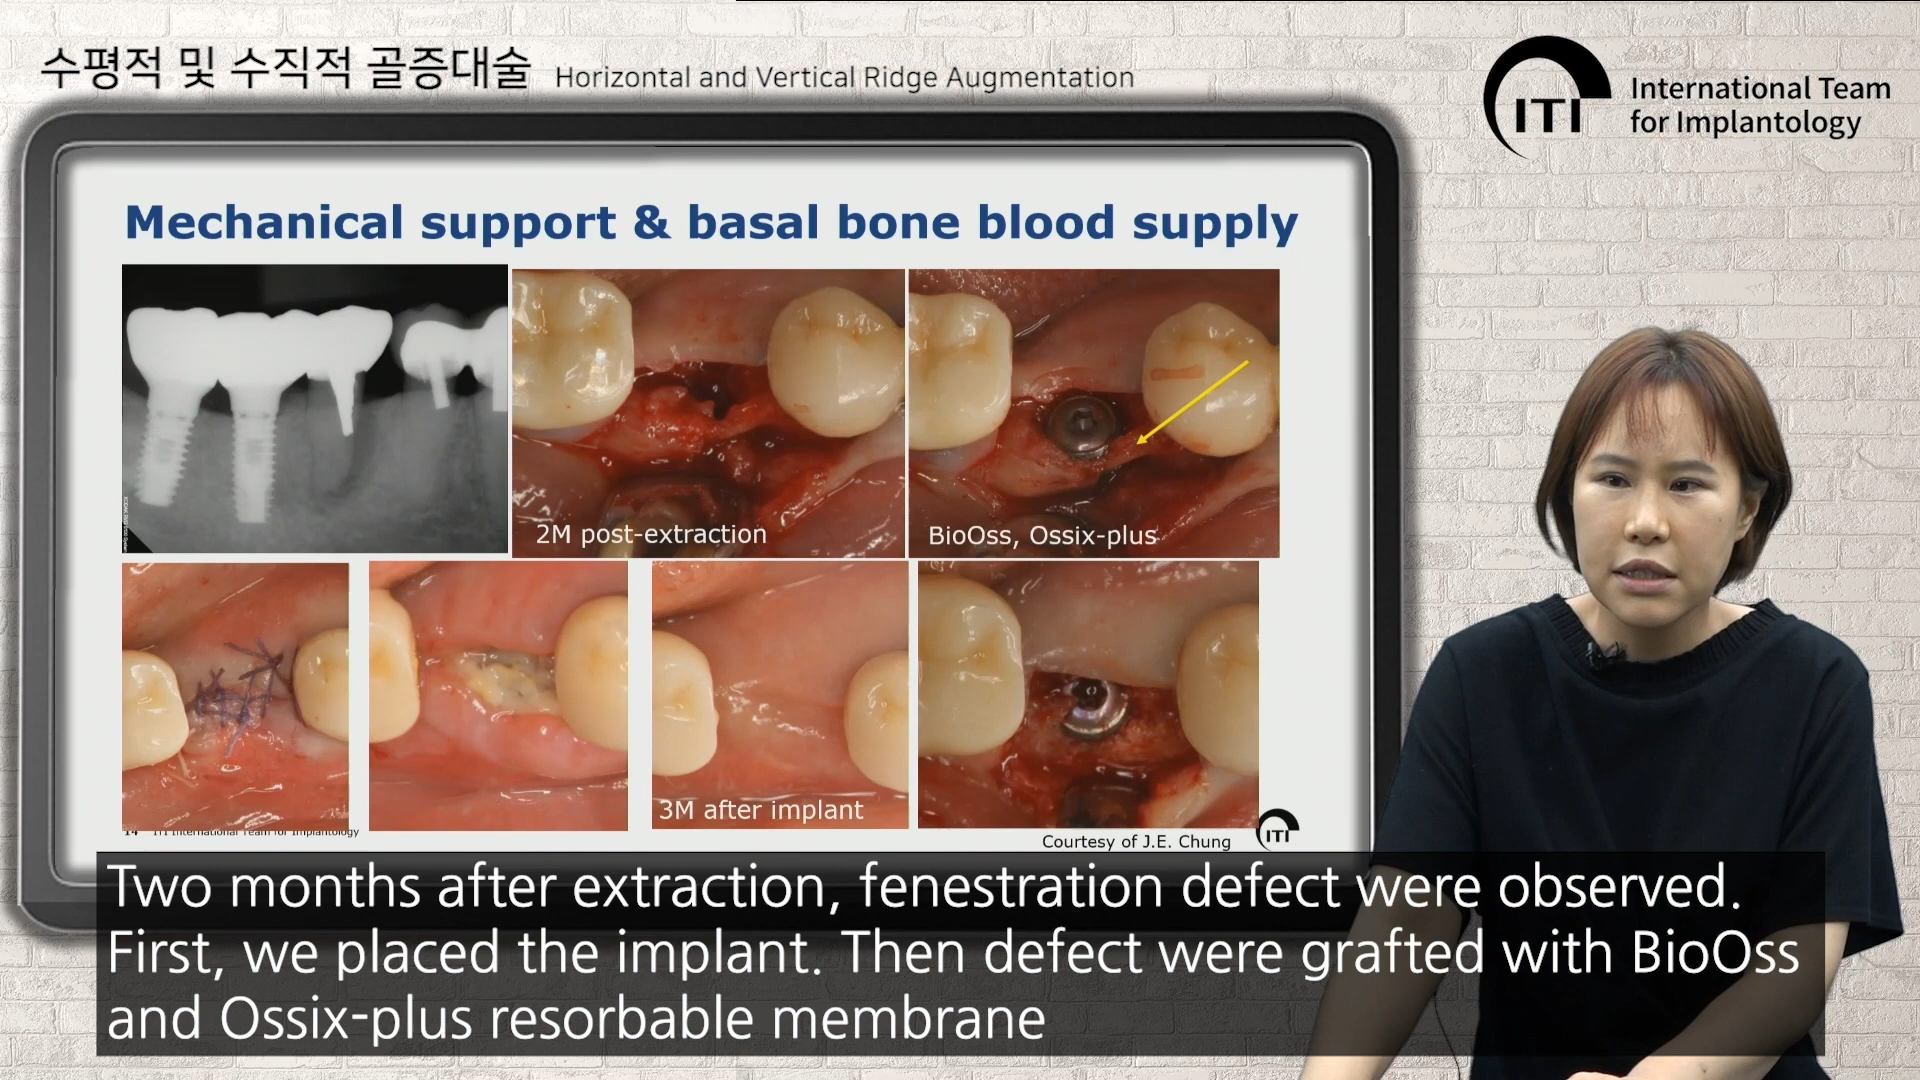 수평적 및 수직적 골증대술 Horizontal and Vertical Ridge Augmentation
ITI International Team
for Implantology
Mechanical support & basal bone blood supply
2M post-extraction
BioOss, Ossix-plus
3M after implant
14 ITI International Team for Implantology
Courtesy of J.E. Chung
ITI
Two months after extraction, fenestration defect were observed.
First, we placed the implant. Then defect were grafted with BioOss
and Ossix-plus resorbable membrane